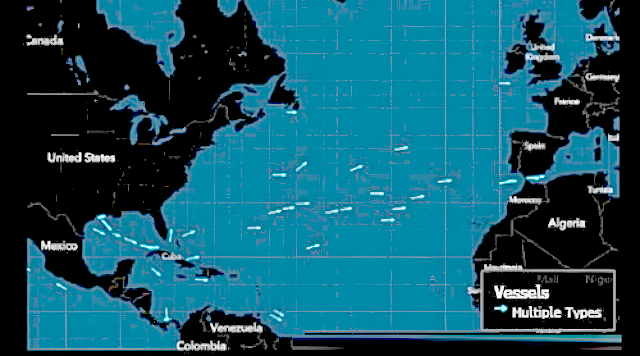 Canada
United
Kingdom
Denmark
Germany
France
United States
Spain
Ital
Tunisia
Morocco
Algeria
Mexico
Cuba
Mauritania
Mali
Niger
Vessels
Multiple Types
Venezuela
Colombia